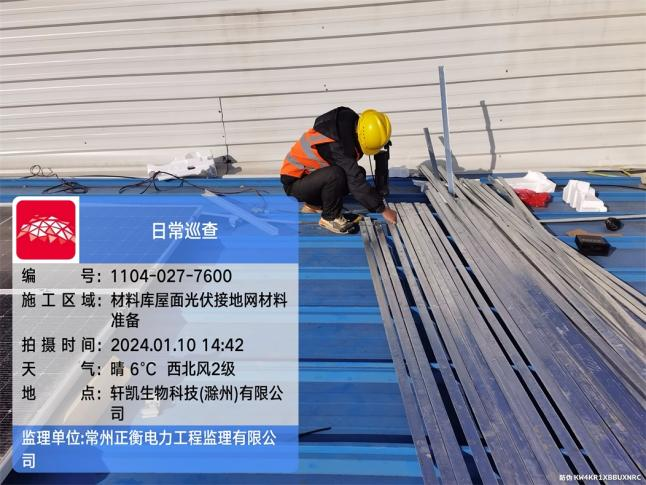 日常巡查
编 号：1104-027-7600
施工区域：材料库屋面光伏接地网材料
准备
拍摄时间：2024.01.10 14:42
天 气：晴 6℃ 西北风2级
地 点：轩凯生物科技(滁州)有限公
司
监理单位:常州正衡电力工程监理有限公
司
防伪 KW4KR1XBBUXNRC